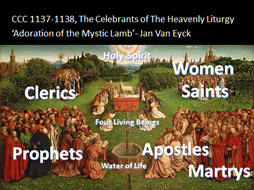 CCC 1137-1138, The Celebrants of The Heavenly Liturgy
'Adoration of the Mystic Lamb'- Jan Van Eyck
Holy Spirit
Women
Saints
Clerics
Four Living Beings
Prophets
Apostles
Water of Life
Martrys